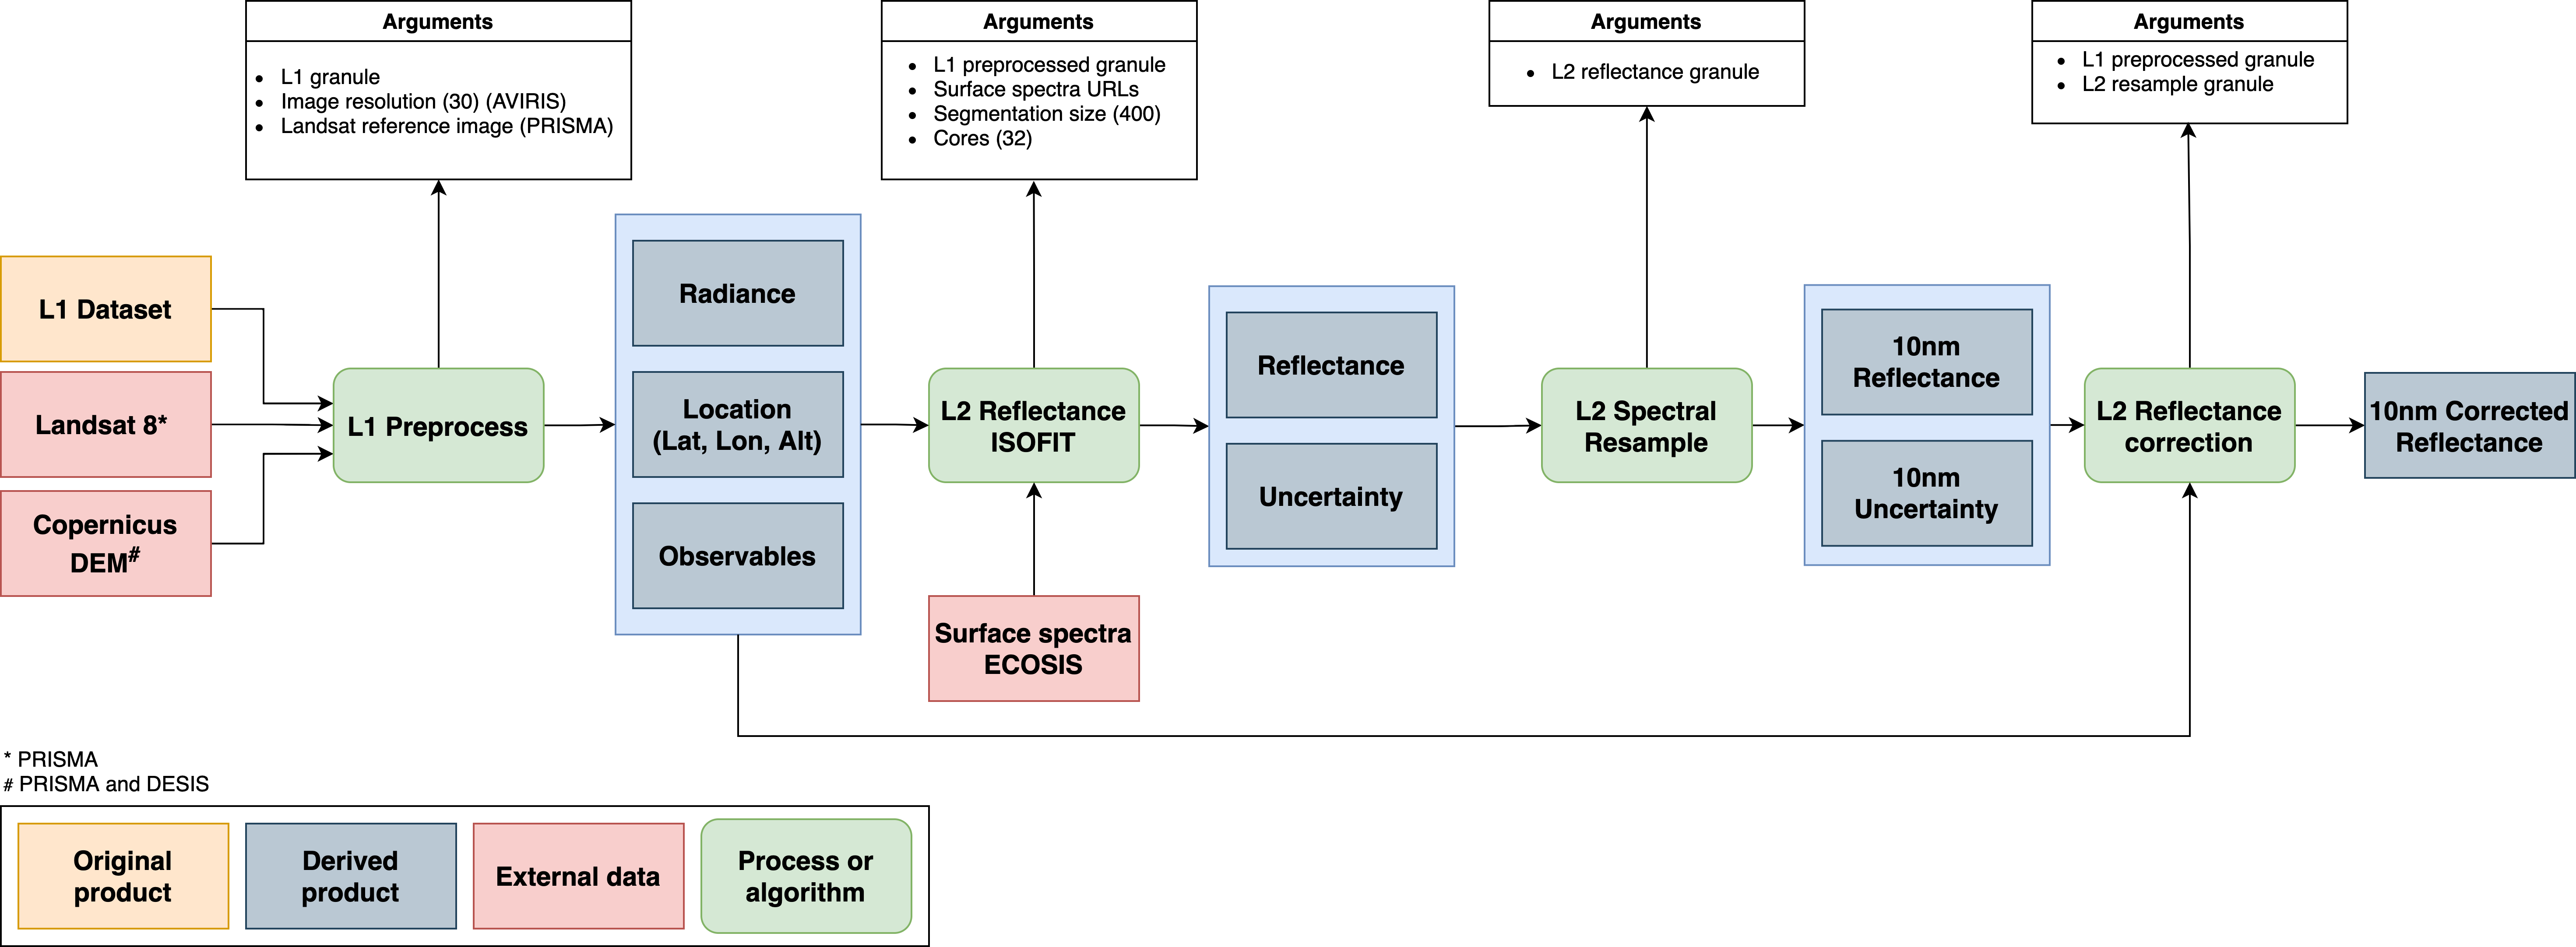 Arguments
• L1 granule
• Image resolution (30) (AVIRIS)
• Landsat reference image (PRISMA)
Arguments
• L1 preprocessed granule
• Surface spectra URLs
• Segmentation size (400)
• Cores (32)
Arguments
• L2 reflectance granule
Arguments
• L1 preprocessed granule
• L2 resample granule
L1 Dataset
Landsat 8*
Copernicus
DEM#
L1 Preprocess
Radiance
Location
(Lat, Lon, Alt)
Observables
L2 Reflectance
ISOFIT
Surface spectra
ECOSIS
Reflectance
Uncertainty
L2 Spectral
Resample
10nm
Reflectance
10nm
Uncertainty
L2 Reflectance
correction
10nm Corrected
Reflectance
* PRISMA
# PRISMA and DESIS
Original
product
Derived
product
External data
Process or
algorithm